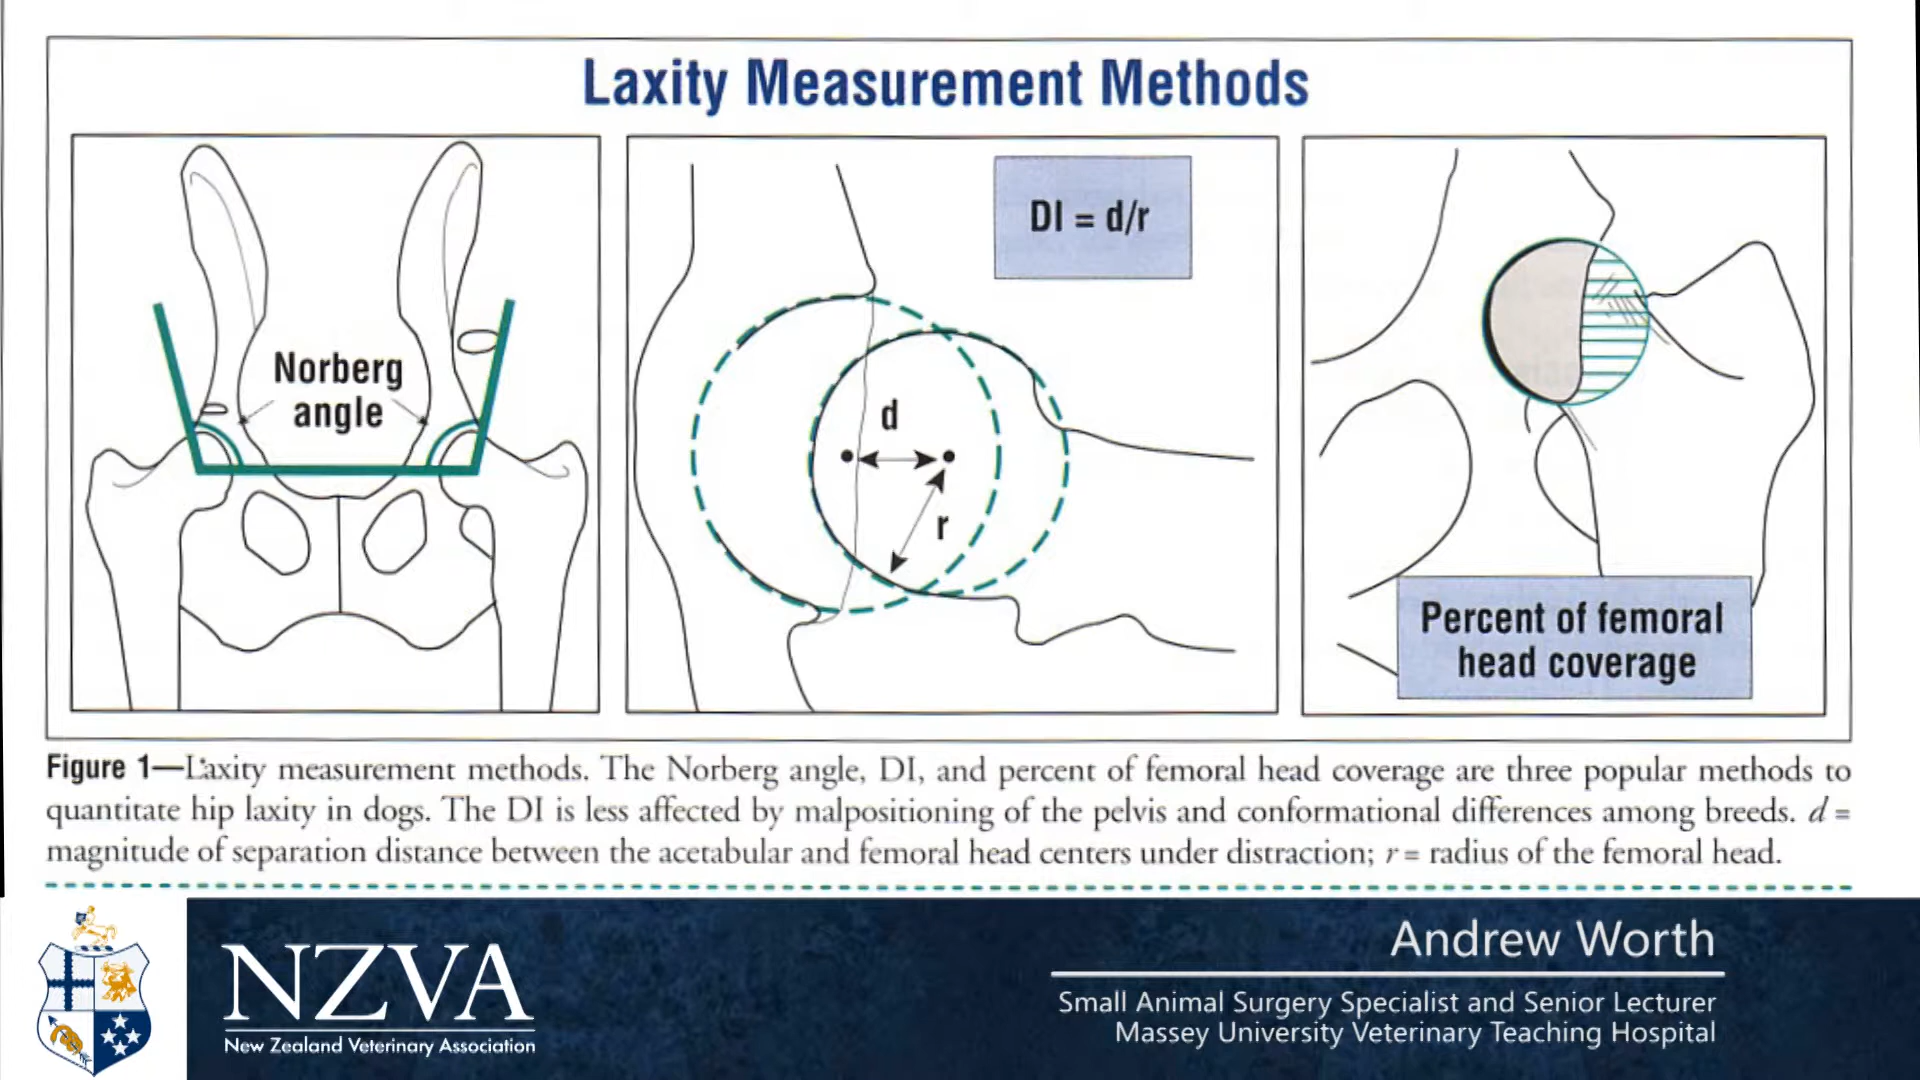 Laxity Measurement Methods
Norberg
angle
DI = d/r
d
r
Percent of femoral
head coverage
Figure 1—Laxity measurement methods. The Norberg angle, DI, and percent of femoral head coverage are three popular methods to
quantitate hip laxity in dogs. The DI is less affected by malpositioning of the pelvis and conformational differences among breeds. d =
magnitude of separation distance between the acetabular and femoral head centers under distraction; r = radius of the femoral head.
NZVA
New Zealand Veterinary Association
Andrew Worth
Small Animal Surgery Specialist and Senior Lecturer
Massey University Veterinary Teaching Hospital